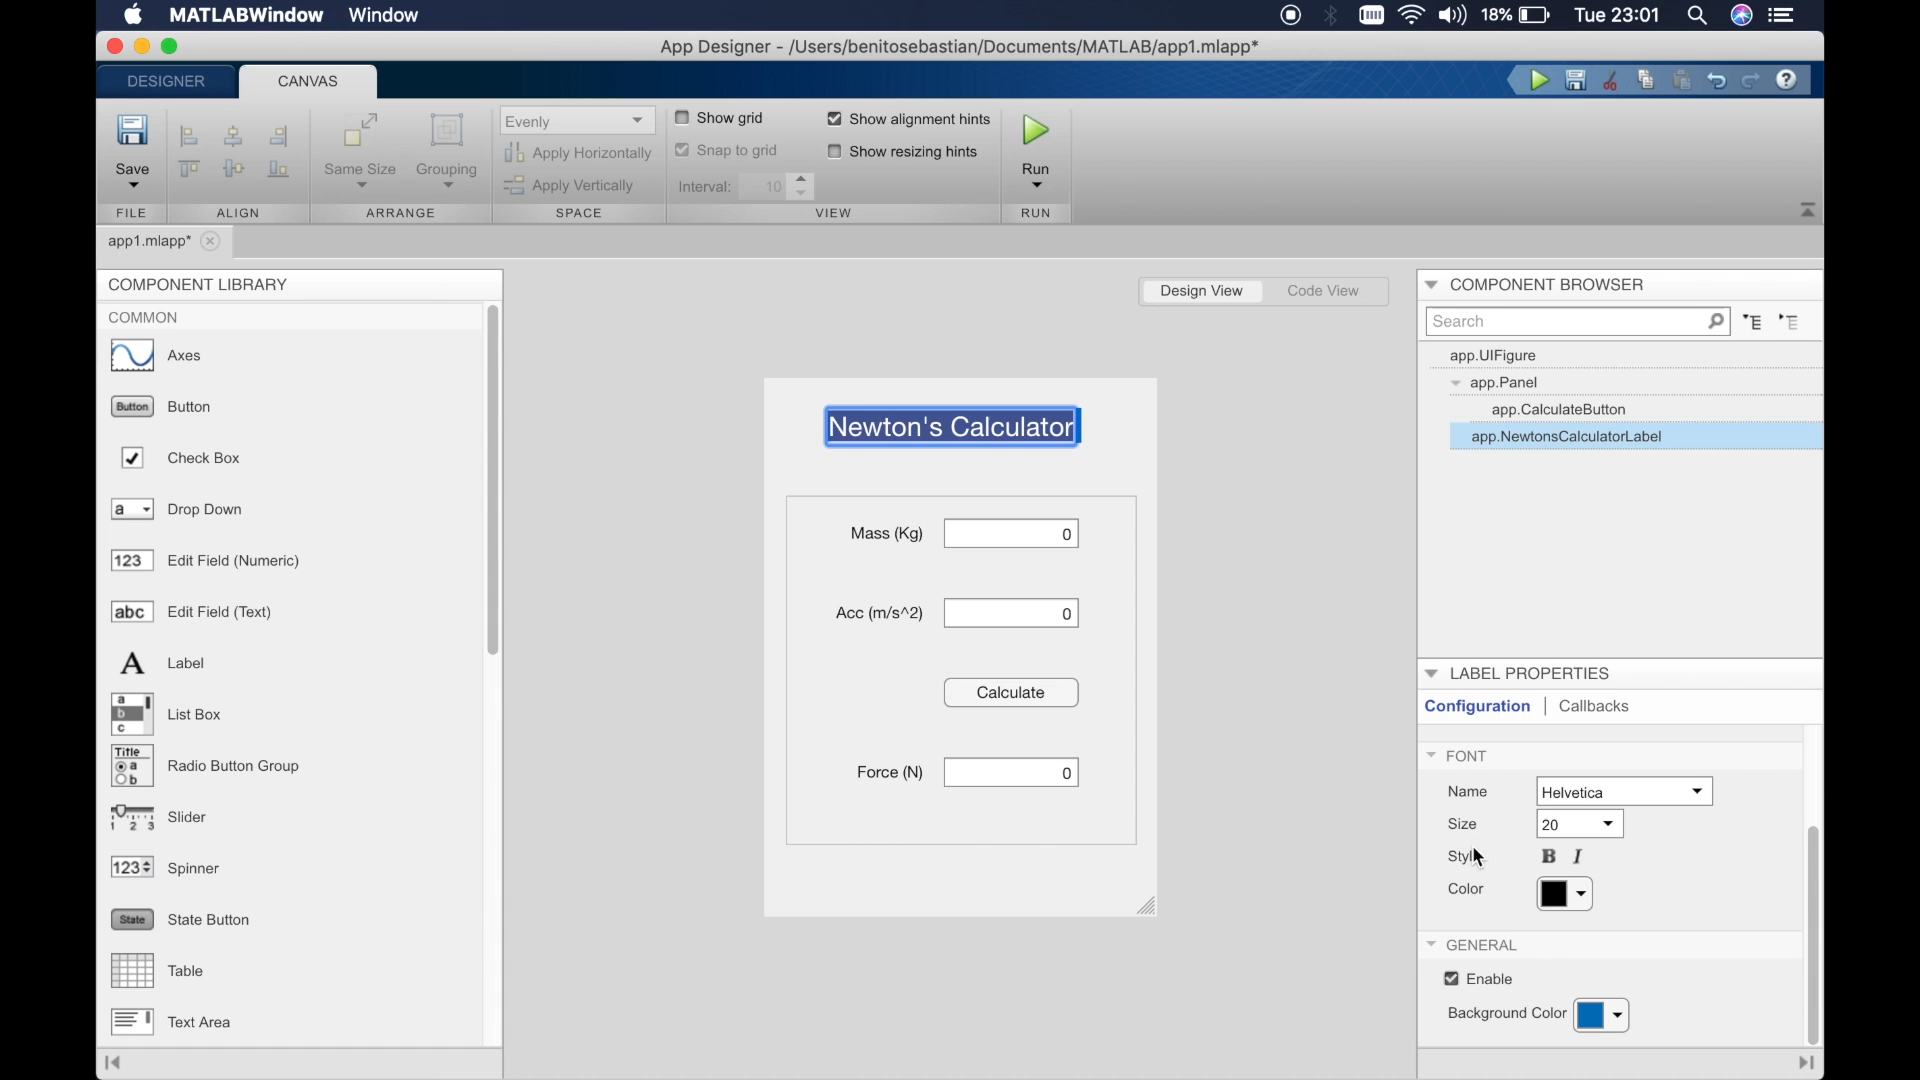 MATLABWindow Window 18% Tue 23:01
App Designer - /Users/benitosebastian/Documents/MATLAB/app1.mlapp*
DESIGNER CANVAS
Save
FILE
ALIGN
Same Size Grouping
ARRANGE
Evenly
Apply Horizontally
Apply Vertically
SPACE
Show grid Show alignment hints
Snap to grid Show resizing hints
Interval: 10
VIEW
Run
RUN
app1.mlapp*
COMPONENT LIBRARY
COMMON
Axes
Button Button
Check Box
a Drop Down
123 Edit Field (Numeric)
abc Edit Field (Text)
A Label
a
b
c
List Box
Title
a
b
Radio Button Group
1 2 3
Slider
123 Spinner
State State Button
Table
Text Area
Design View Code View
Newton's Calculator
Mass (Kg) 0
Acc (m/s^2) 0
Calculate
Force (N) 0
COMPONENT BROWSER
Search
app.UIFigure
app.Panel
app.CalculateButton
app.NewtonsCalculatorLabel
LABEL PROPERTIES
Configuration | Callbacks
FONT
Name Helvetica
Size 20
Style B I
Color
GENERAL
Enable
Background Color